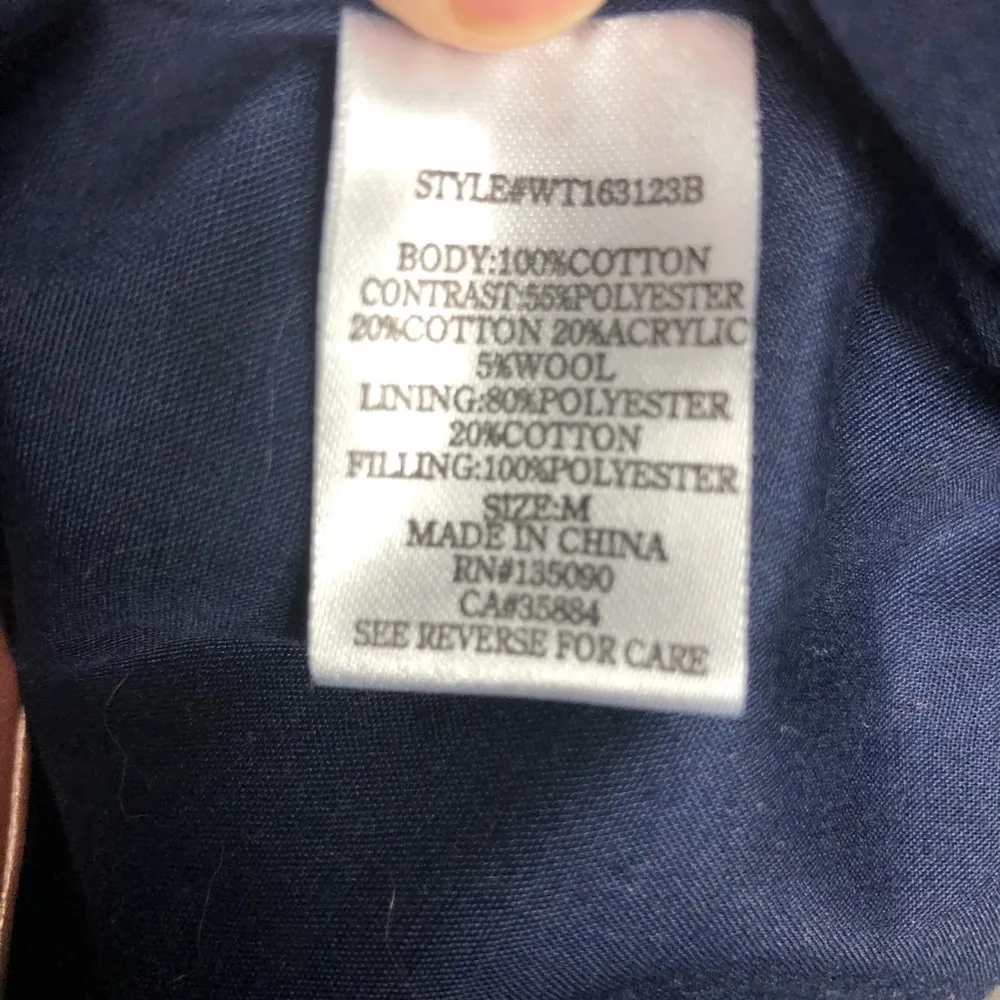 STYLE#WT163123B
BODY:100%COTTON
CONTRAST:55%POLYESTER
20%COTTON 20%ACRYLIC
5%WOOL
LINING:80%POLYESTER
20%COTTON
FILLING:100%POLYESTER
SIZE:M
MADE IN CHINA
RN#135090
CA#35884
SEE REVERSE FOR CARE